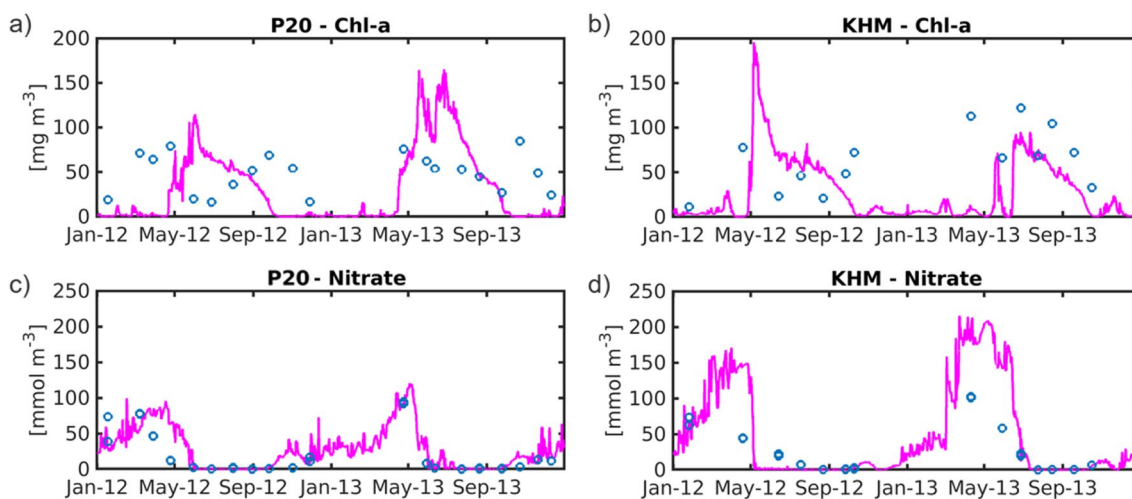 a)
P20 - Chl-a
[mg m-3]
200
150
100
50
0
Jan-12 May-12 Sep-12 Jan-13 May-13 Sep-13
b)
KHM - Chl-a
[mg m-3]
200
150
100
50
0
Jan-12 May-12 Sep-12 Jan-13 May-13 Sep-13
c)
P20 - Nitrate
[mmol m-3]
250
200
150
100
50
0
Jan-12 May-12 Sep-12 Jan-13 May-13 Sep-13
d)
KHM - Nitrate
[mmol m-3]
250
200
150
100
50
0
Jan-12 May-12 Sep-12 Jan-13 May-13 Sep-13